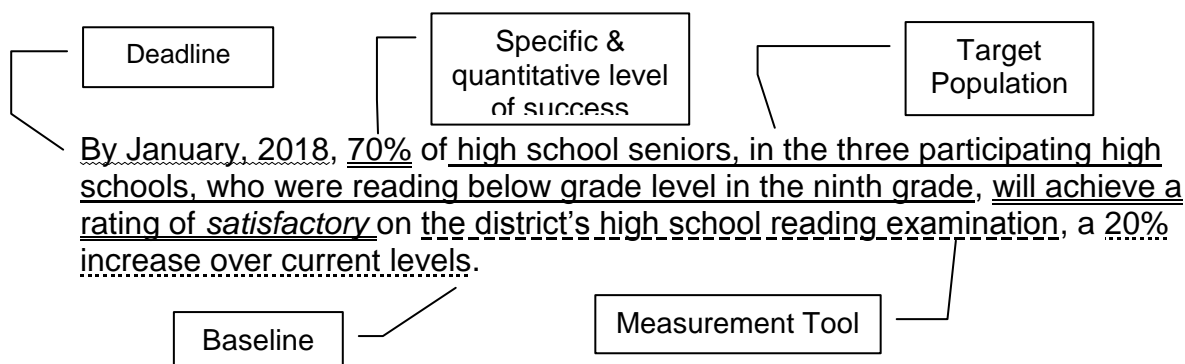 Deadline
Specific &
quantitative level
of success
Target
Population
By January, 2018, 70% of high school seniors, in the three participating high
schools, who were reading below grade level in the ninth grade, will achieve a
rating of satisfactory on the district’s high school reading examination, a 20%
increase over current levels.
Baseline
Measurement Tool